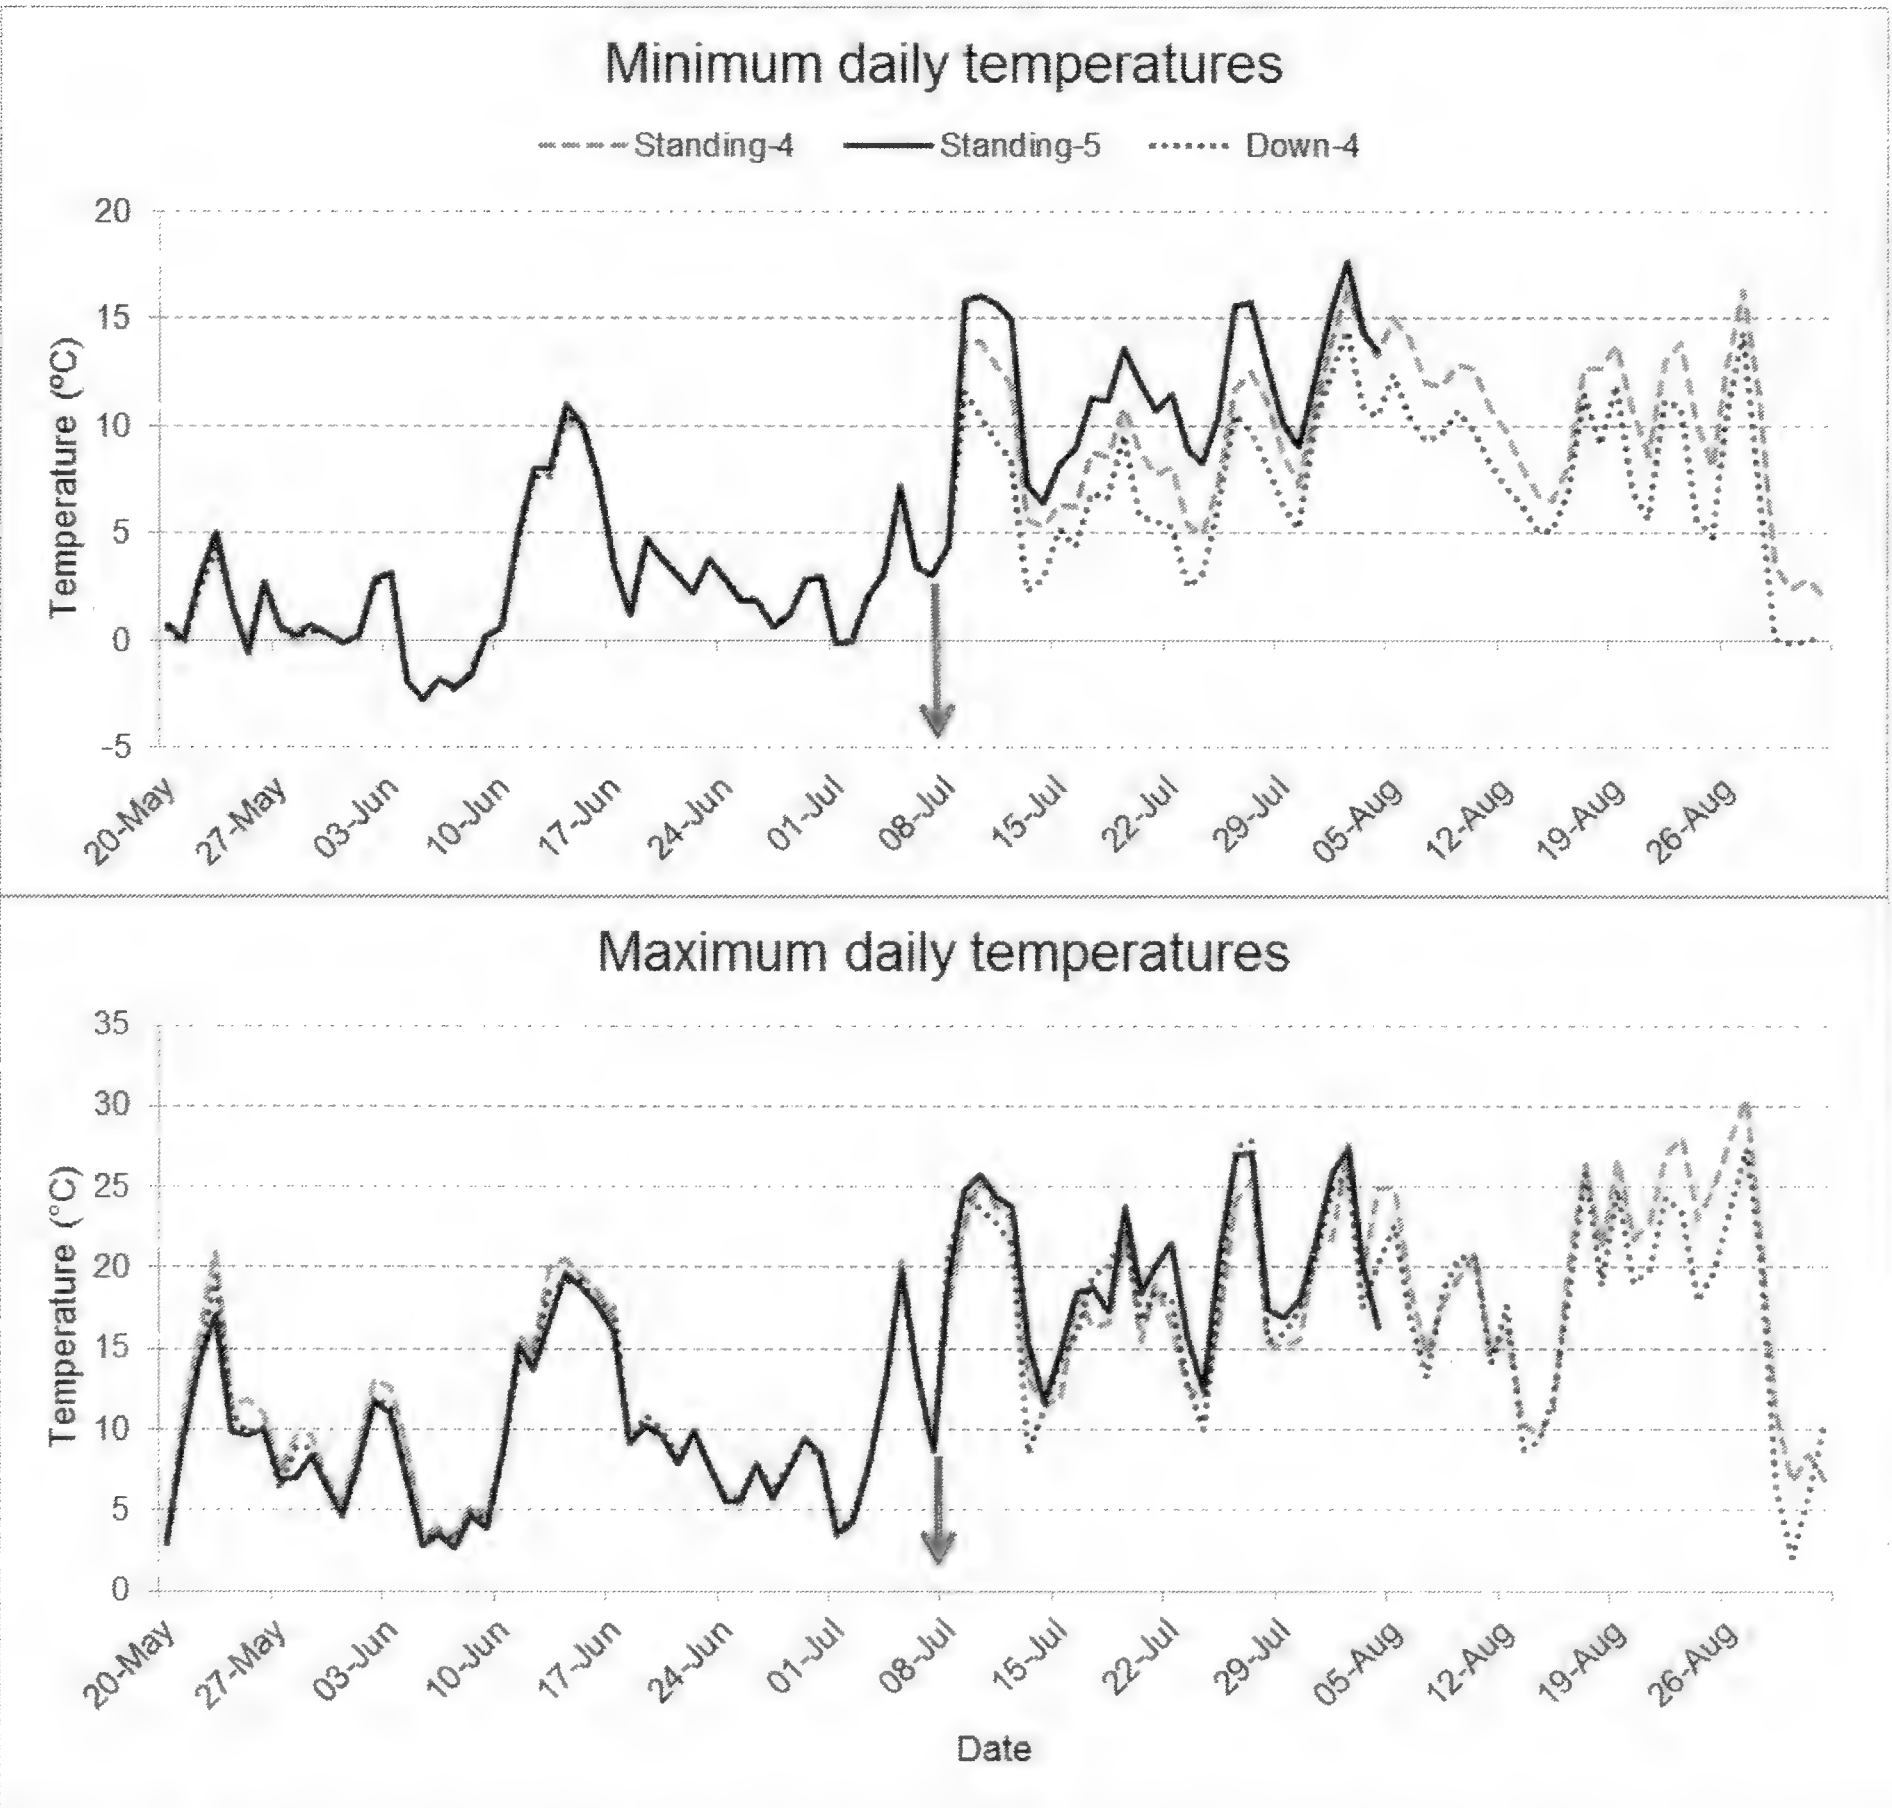 Minimum daily temperatures
Standing-4 Standing-5 Down-4
Temperature (ºC)
20
15
10
5
0
-5
20-May 27-May 03-Jun 10-Jun 17-Jun 24-Jun 01-Jul 08-Jul 15-Jul 22-Jul 29-Jul 05-Aug 12-Aug 19-Aug 26-Aug
Maximum daily temperatures
Temperature (°C)
35
30
25
20
15
10
5
0
20-May 27-May 03-Jun 10-Jun 17-Jun 24-Jun 01-Jul 08-Jul 15-Jul 22-Jul 29-Jul 05-Aug 12-Aug 19-Aug 26-Aug
Date